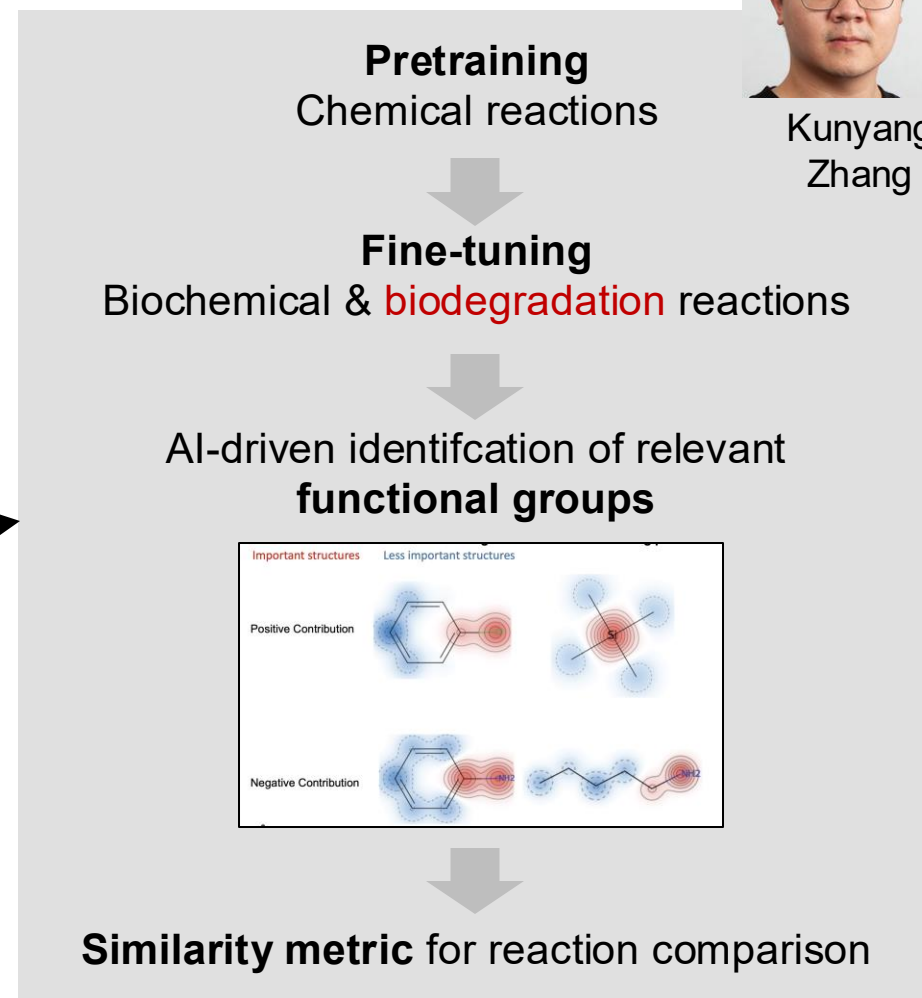 Pretraining
Chemical reactions
Kunyang
Zhang
Fine-tuning
Biochemical & biodegradation reactions
AI-driven identifcation of relevant
functional groups
Important structures Less important structures
Positive Contribution
Si
Negative Contribution
NH2
NH2
Similarity metric for reaction comparison